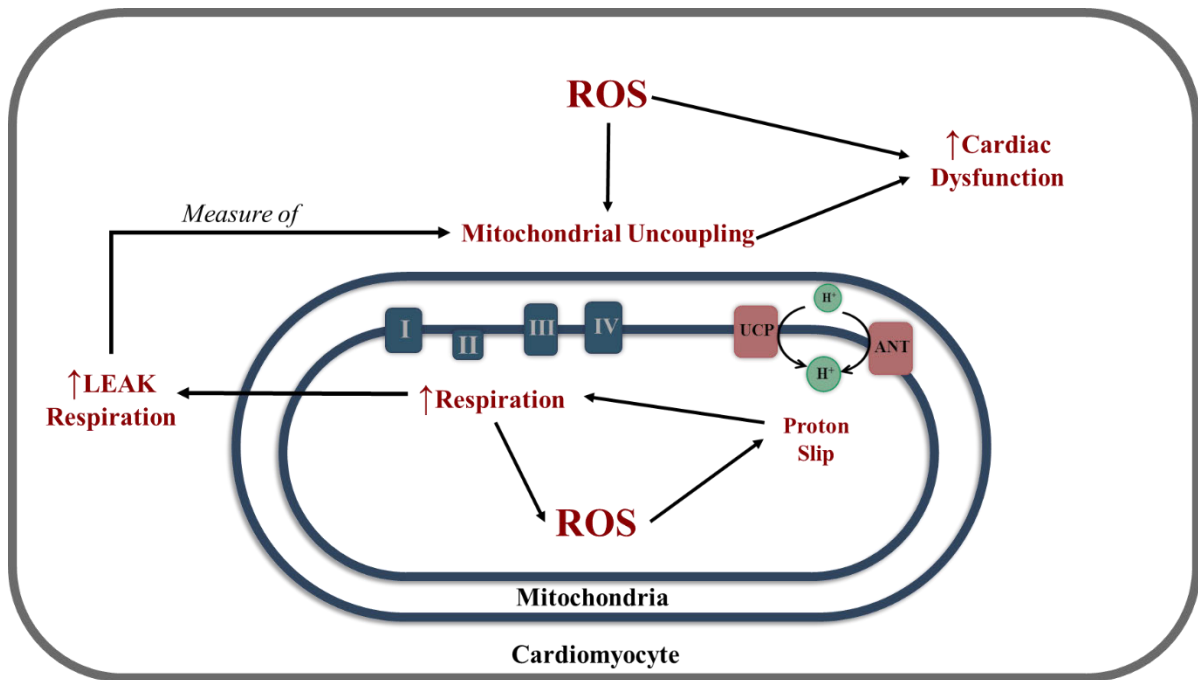 ROS
↑Cardiac
Dysfunction
Measure of
Mitochondrial Uncoupling
H⁺
I
II
III
IV
UCP
ANT
H⁺
↑LEAK
Respiration
↑Respiration
Proton
Slip
ROS
Mitochondria
Cardiomyocyte